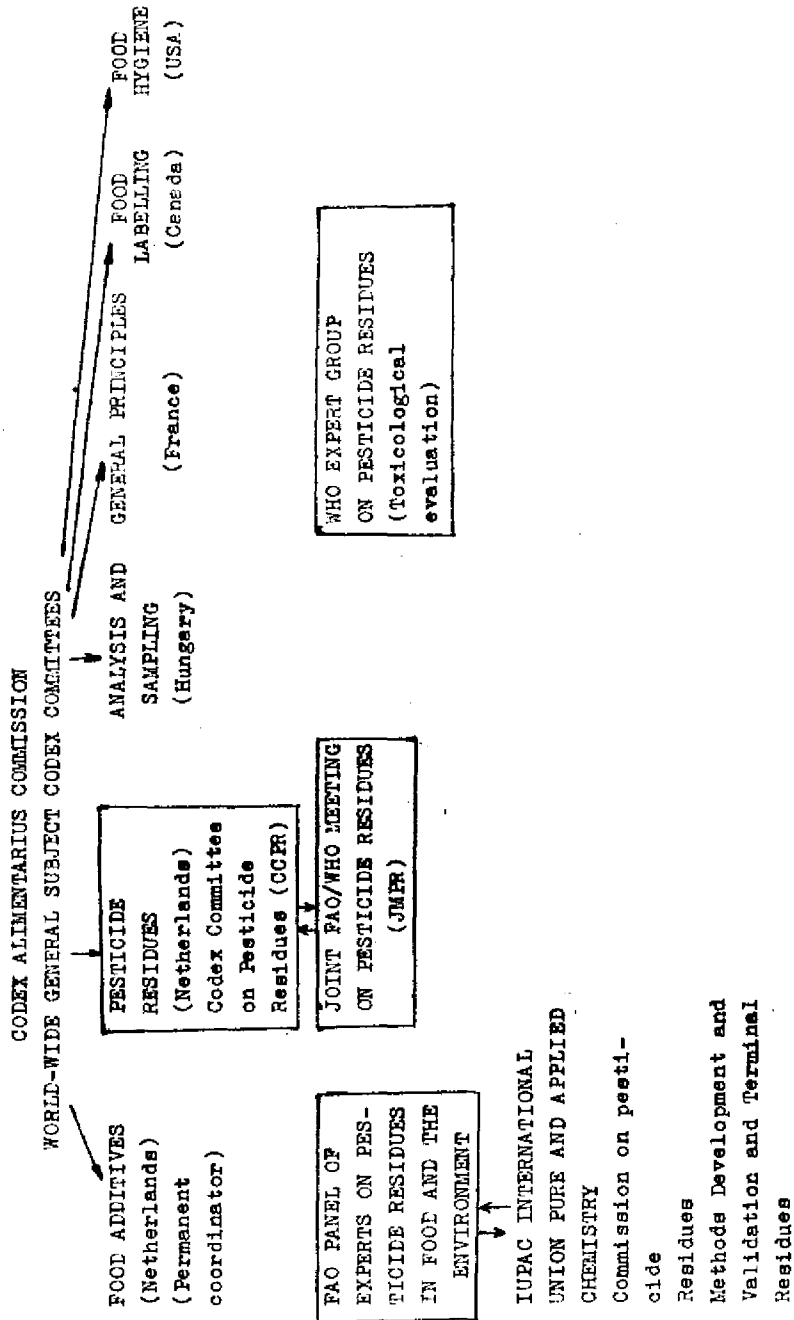 CODEX ALIMENTARIUS COMMISSION
WORLD-WIDE GENERAL SUBJECT CODEX COMMITTEES
FOOD ADDITIVES
(Netherlands)
(Permanent
coordinator)
PESTICIDE
RESIDUES
(Netherlands)
Codex Committee
on Pesticide
Residues (CCPR)
ANALYSIS AND
SAMPLING
(Hungary)
GENERAL PRINCIPLES
(France)
FOOD
LABELLING
(Canada)
FOOD
HYGIENE
(USA)
FAO PANEL OF
EXPERTS ON PES-
TICIDE RESIDUES
IN FOOD AND THE
ENVIRONMENT
JOINT FAO/WHO MEETING
ON PESTICIDE RESIDUES
(JMPR)
WHO EXPERT GROUP
ON PESTICIDE RESIDUES
(Toxicological
evaluation)
IUPAC INTERNATIONAL
UNION PURE AND APPLIED
CHEMISTRY
Commission on pesti-
cide
Residues
Methods Development and
Validation and Terminal
Residues